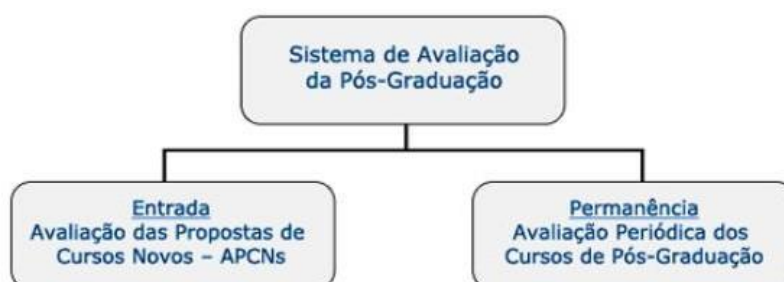 Sistema de Avaliação
da Pós-Graduação
Entrada
Avaliação das Propostas de
Cursos Novos – APCNs
Permanência
Avaliação Periódica dos
Cursos de Pós-Graduação